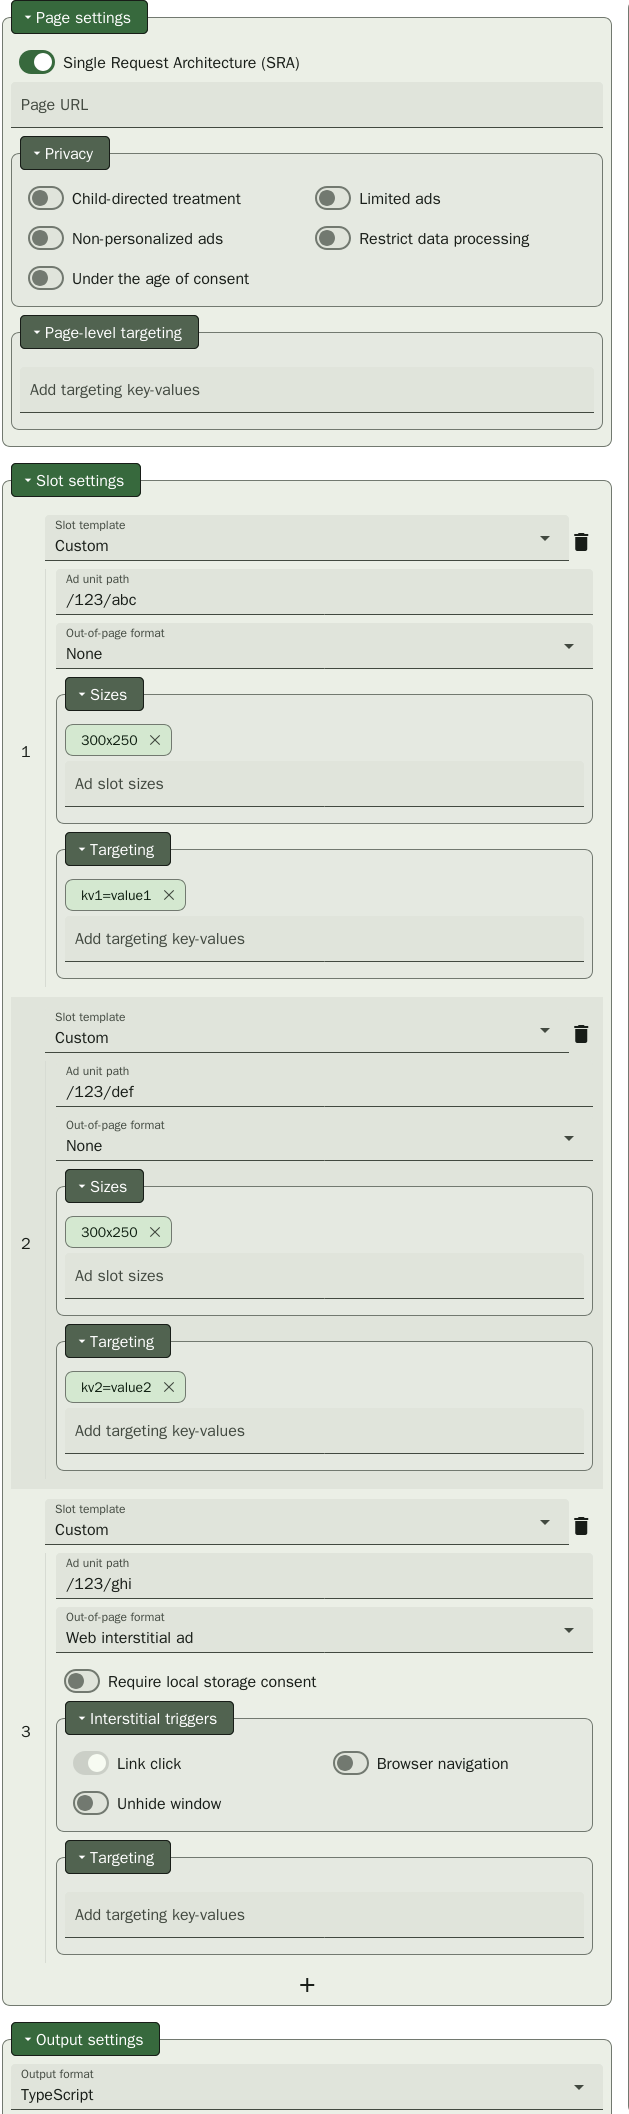 Page settings
Single Request Architecture (SRA)
Page URL
Privacy
Child-directed treatment
Limited ads
Non-personalized ads
Restrict data processing
Under the age of consent
Page-level targeting
Add targeting key-values
Slot settings
1
Slot template
Custom
Ad unit path
/123/abc
Out-of-page format
None
Sizes
300x250
Ad slot sizes
Targeting
kv1=value1
Add targeting key-values
2
Slot template
Custom
Ad unit path
/123/def
Out-of-page format
None
Sizes
300x250
Ad slot sizes
Targeting
kv2=value2
Add targeting key-values
3
Slot template
Custom
Ad unit path
/123/ghi
Out-of-page format
Web interstitial ad
Require local storage consent
Interstitial triggers
Link click
Browser navigation
Unhide window
Targeting
Add targeting key-values
+
Output settings
Output format
TypeScript